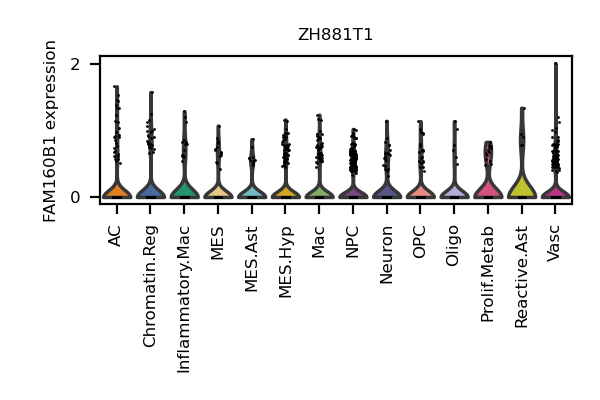 ZH881T1
FAM160B1 expression
2
0
AC
Chromatin.Reg
Inflammatory.Mac
MES
MES.Ast
MES.Hyp
Mac
NPC
Neuron
OPC
Oligo
Prolif.Metab
Reactive.Ast
Vasc